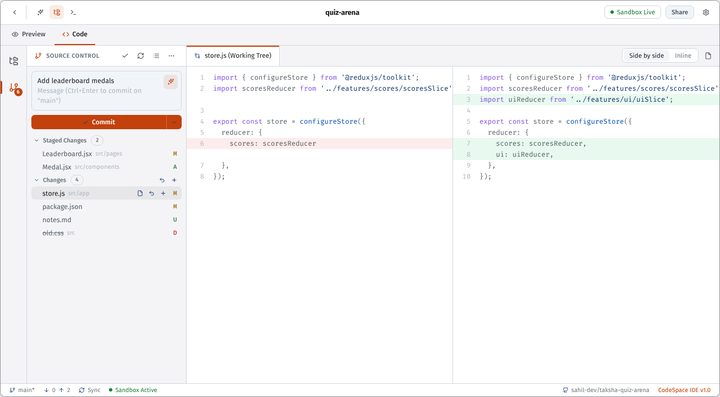 quiz-arena
Sandbox Live
Share
Preview
Code
SOURCE CONTROL
Add leaderboard medals
Message (Ctrl+Enter to commit on "main")
6
Commit
Staged Changes 2
Leaderboard.jsx src/pages M
Medal.jsx src/components A
Changes 4
store.js src/app M
package.json M
notes.md U
old.css src D
store.js (Working Tree)
Side by side
Inline
1 import { configureStore } from '@reduxjs/toolkit';
2 import scoresReducer from '../features/scores/scoresSlice'
3
4 export const store = configureStore({
5 reducer: {
6 scores: scoresReducer
7 },
8 });
1 import { configureStore } from '@reduxjs/toolkit';
2 import scoresReducer from '../features/scores/scoresSlice'
3 import uiReducer from '../features/ui/uiSlice';
4
5 export const store = configureStore({
6 reducer: {
7 scores: scoresReducer,
8 ui: uiReducer,
9 },
10 });
main*
↓ 0 ↑ 2
Sync
Sandbox Active
sahil-dev/taksha-quiz-arena
CodeSpace IDE v1.0